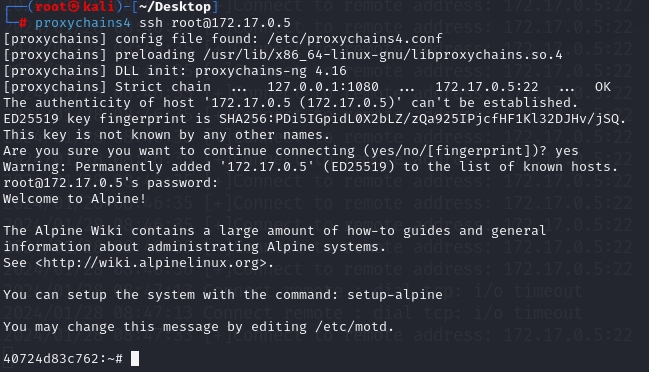 ┌──(root㉿kali)-[~/Desktop]
└─# proxychains4 ssh root@172.17.0.5
[proxychains] config file found: /etc/proxychains4.conf
[proxychains] preloading /usr/lib/x86_64-linux-gnu/libproxychains.so.4
[proxychains] DLL init: proxychains-ng 4.16
[proxychains] Strict chain  ...  127.0.0.1:1080  ...  172.17.0.5:22  ...  OK
The authenticity of host '172.17.0.5 (172.17.0.5)' can't be established.
ED25519 key fingerprint is SHA256:PDi5IGpidL0X2bLZ/zQa925IPjcfHF1Kl32DJHv/jSQ.
This key is not known by any other names.
Are you sure you want to continue connecting (yes/no/[fingerprint])? yes
Warning: Permanently added '172.17.0.5' (ED25519) to the list of known hosts.
root@172.17.0.5's password:
Welcome to Alpine!
The Alpine Wiki contains a large amount of how-to guides and general
information about administrating Alpine systems.
See <http://wiki.alpinelinux.org>.
You can setup the system with the command: setup-alpine
You may change this message by editing /etc/motd.
40724d83c762:~#